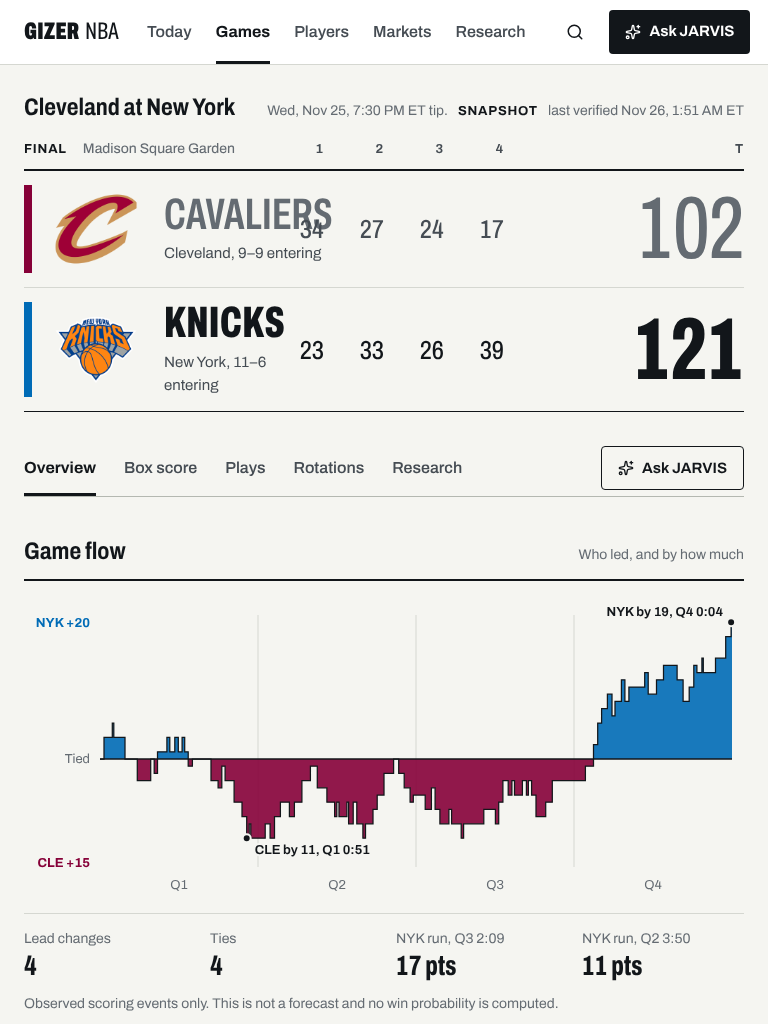 GIZER NBA Today Games Players Markets Research Ask JARVIS
Cleveland at New York Wed, Nov 25, 7:30 PM ET tip. SNAPSHOT last verified Nov 26, 1:51 AM ET
FINAL Madison Square Garden 1 2 3 4 T
CAVALIERS 34 27 24 17 102
Cleveland, 9–9 entering
NEW YORK
KNICKS
KNICKS 23 33 26 39 121
New York, 11–6
entering
Overview Box score Plays Rotations Research Ask JARVIS
Game flow Who led, and by how much
NYK by 19, Q4 0:04
NYK +20
Tied
CLE by 11, Q1 0:51
CLE +15
Q1 Q2 Q3 Q4
Lead changes Ties NYK run, Q3 2:09 NYK run, Q2 3:50
4 4 17 pts 11 pts
Observed scoring events only. This is not a forecast and no win probability is computed.